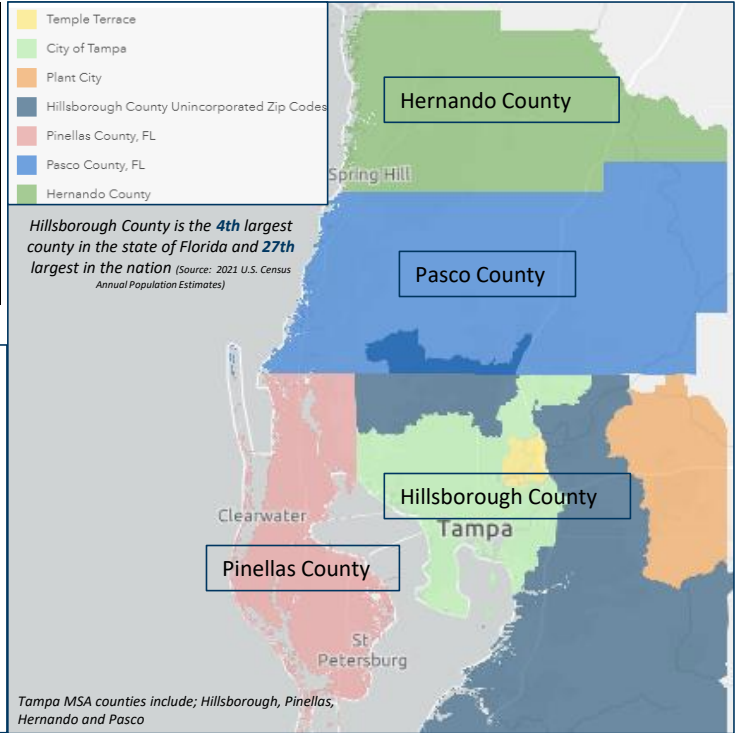 Temple Terrace
City of Tampa
Plant City
Hillsborough County Unincorporated Zip Codes
Pinellas County, FL
Pasco County, FL
Hernando County
Hillsborough County is the 4th largest
county in the state of Florida and 27th
largest in the nation (Source: 2021 U.S. Census
Annual Population Estimates)
Hernando County
Spring Hill
Pasco County
Hillsborough County
Clearwater
Tampa
Pinellas County
St
Petersburg
Tampa MSA counties include; Hillsborough, Pinellas,
Hernando and Pasco